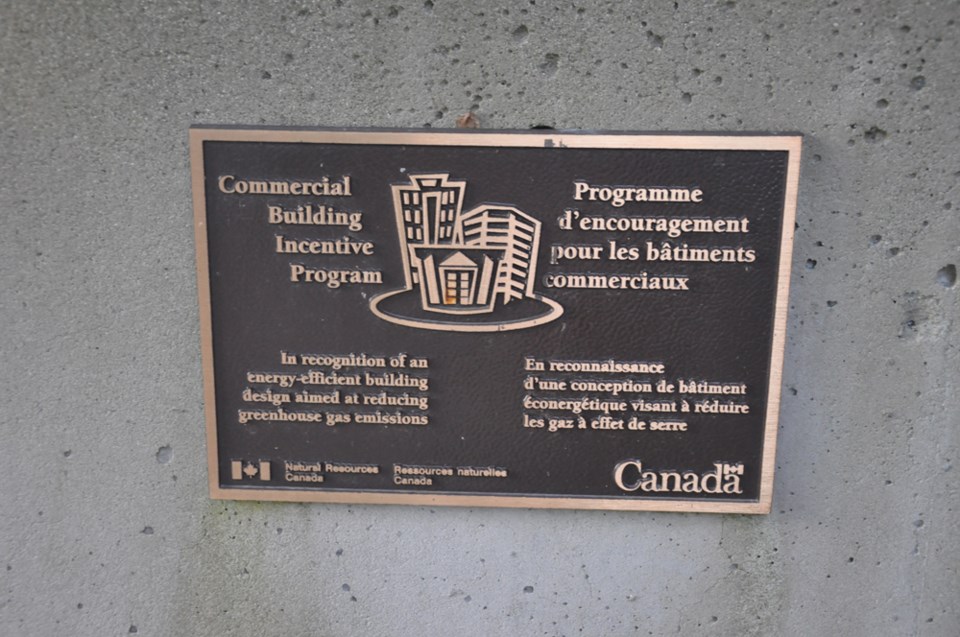 Commercial
Building
Incentive
Program
Programme
d'encouragement
pour les bâtiments
commerciaux
In recognition of an
energy-efficient building
design aimed at reducing
greenhouse gas emissions
En reconnaissance
d'une conception de bâtiment
éconergétique visant à réduire
les gaz à effet de serre
Natural Resources
Canada
Ressources naturelles
Canada
Canada